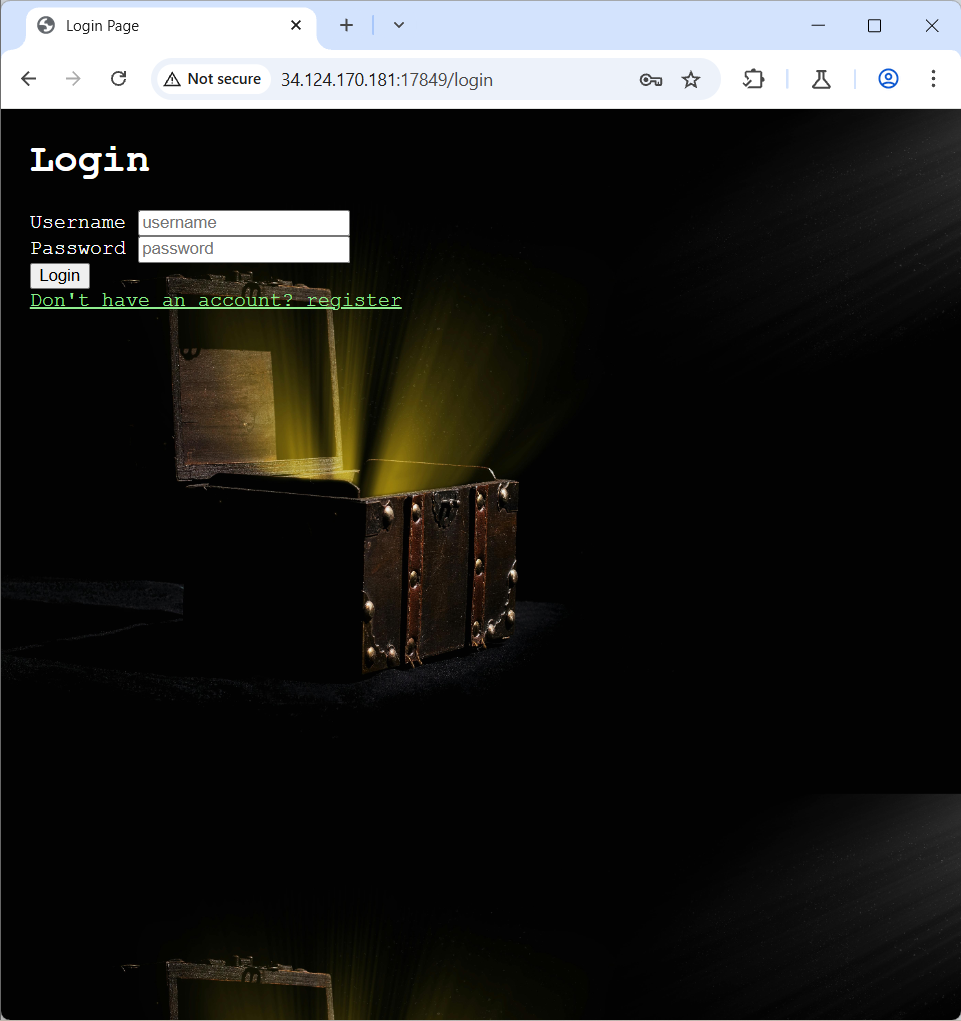 Login Page
Not secure 34.124.170.181:17849/login
Login
Username username
Password password
Login
Don't have an account? register